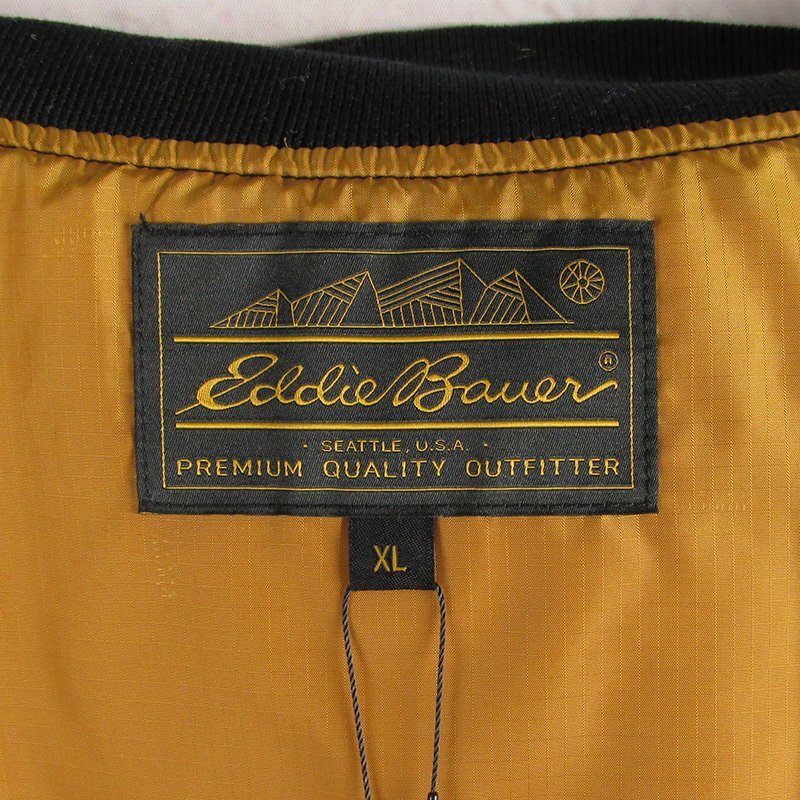 Eddie Bauer ®
· SEATTLE, U.S.A. ·
PREMIUM QUALITY OUTFITTER
XL